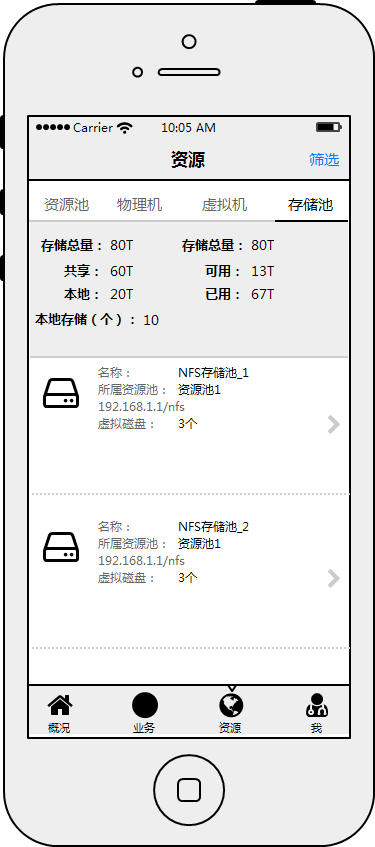 Carrier 10:05 AM
资源 筛选
资源池 物理机 虚拟机 存储池
存储总量： 80T 存储总量： 80T
共享： 60T 可用： 13T
本地： 20T 已用： 67T
本地存储（个）： 10
名称： NFS存储池_1
所属资源池： 资源池1
192.168.1.1/nfs
虚拟磁盘： 3个
名称： NFS存储池_2
所属资源池： 资源池1
192.168.1.1/nfs
虚拟磁盘： 3个
概况 业务 资源 我